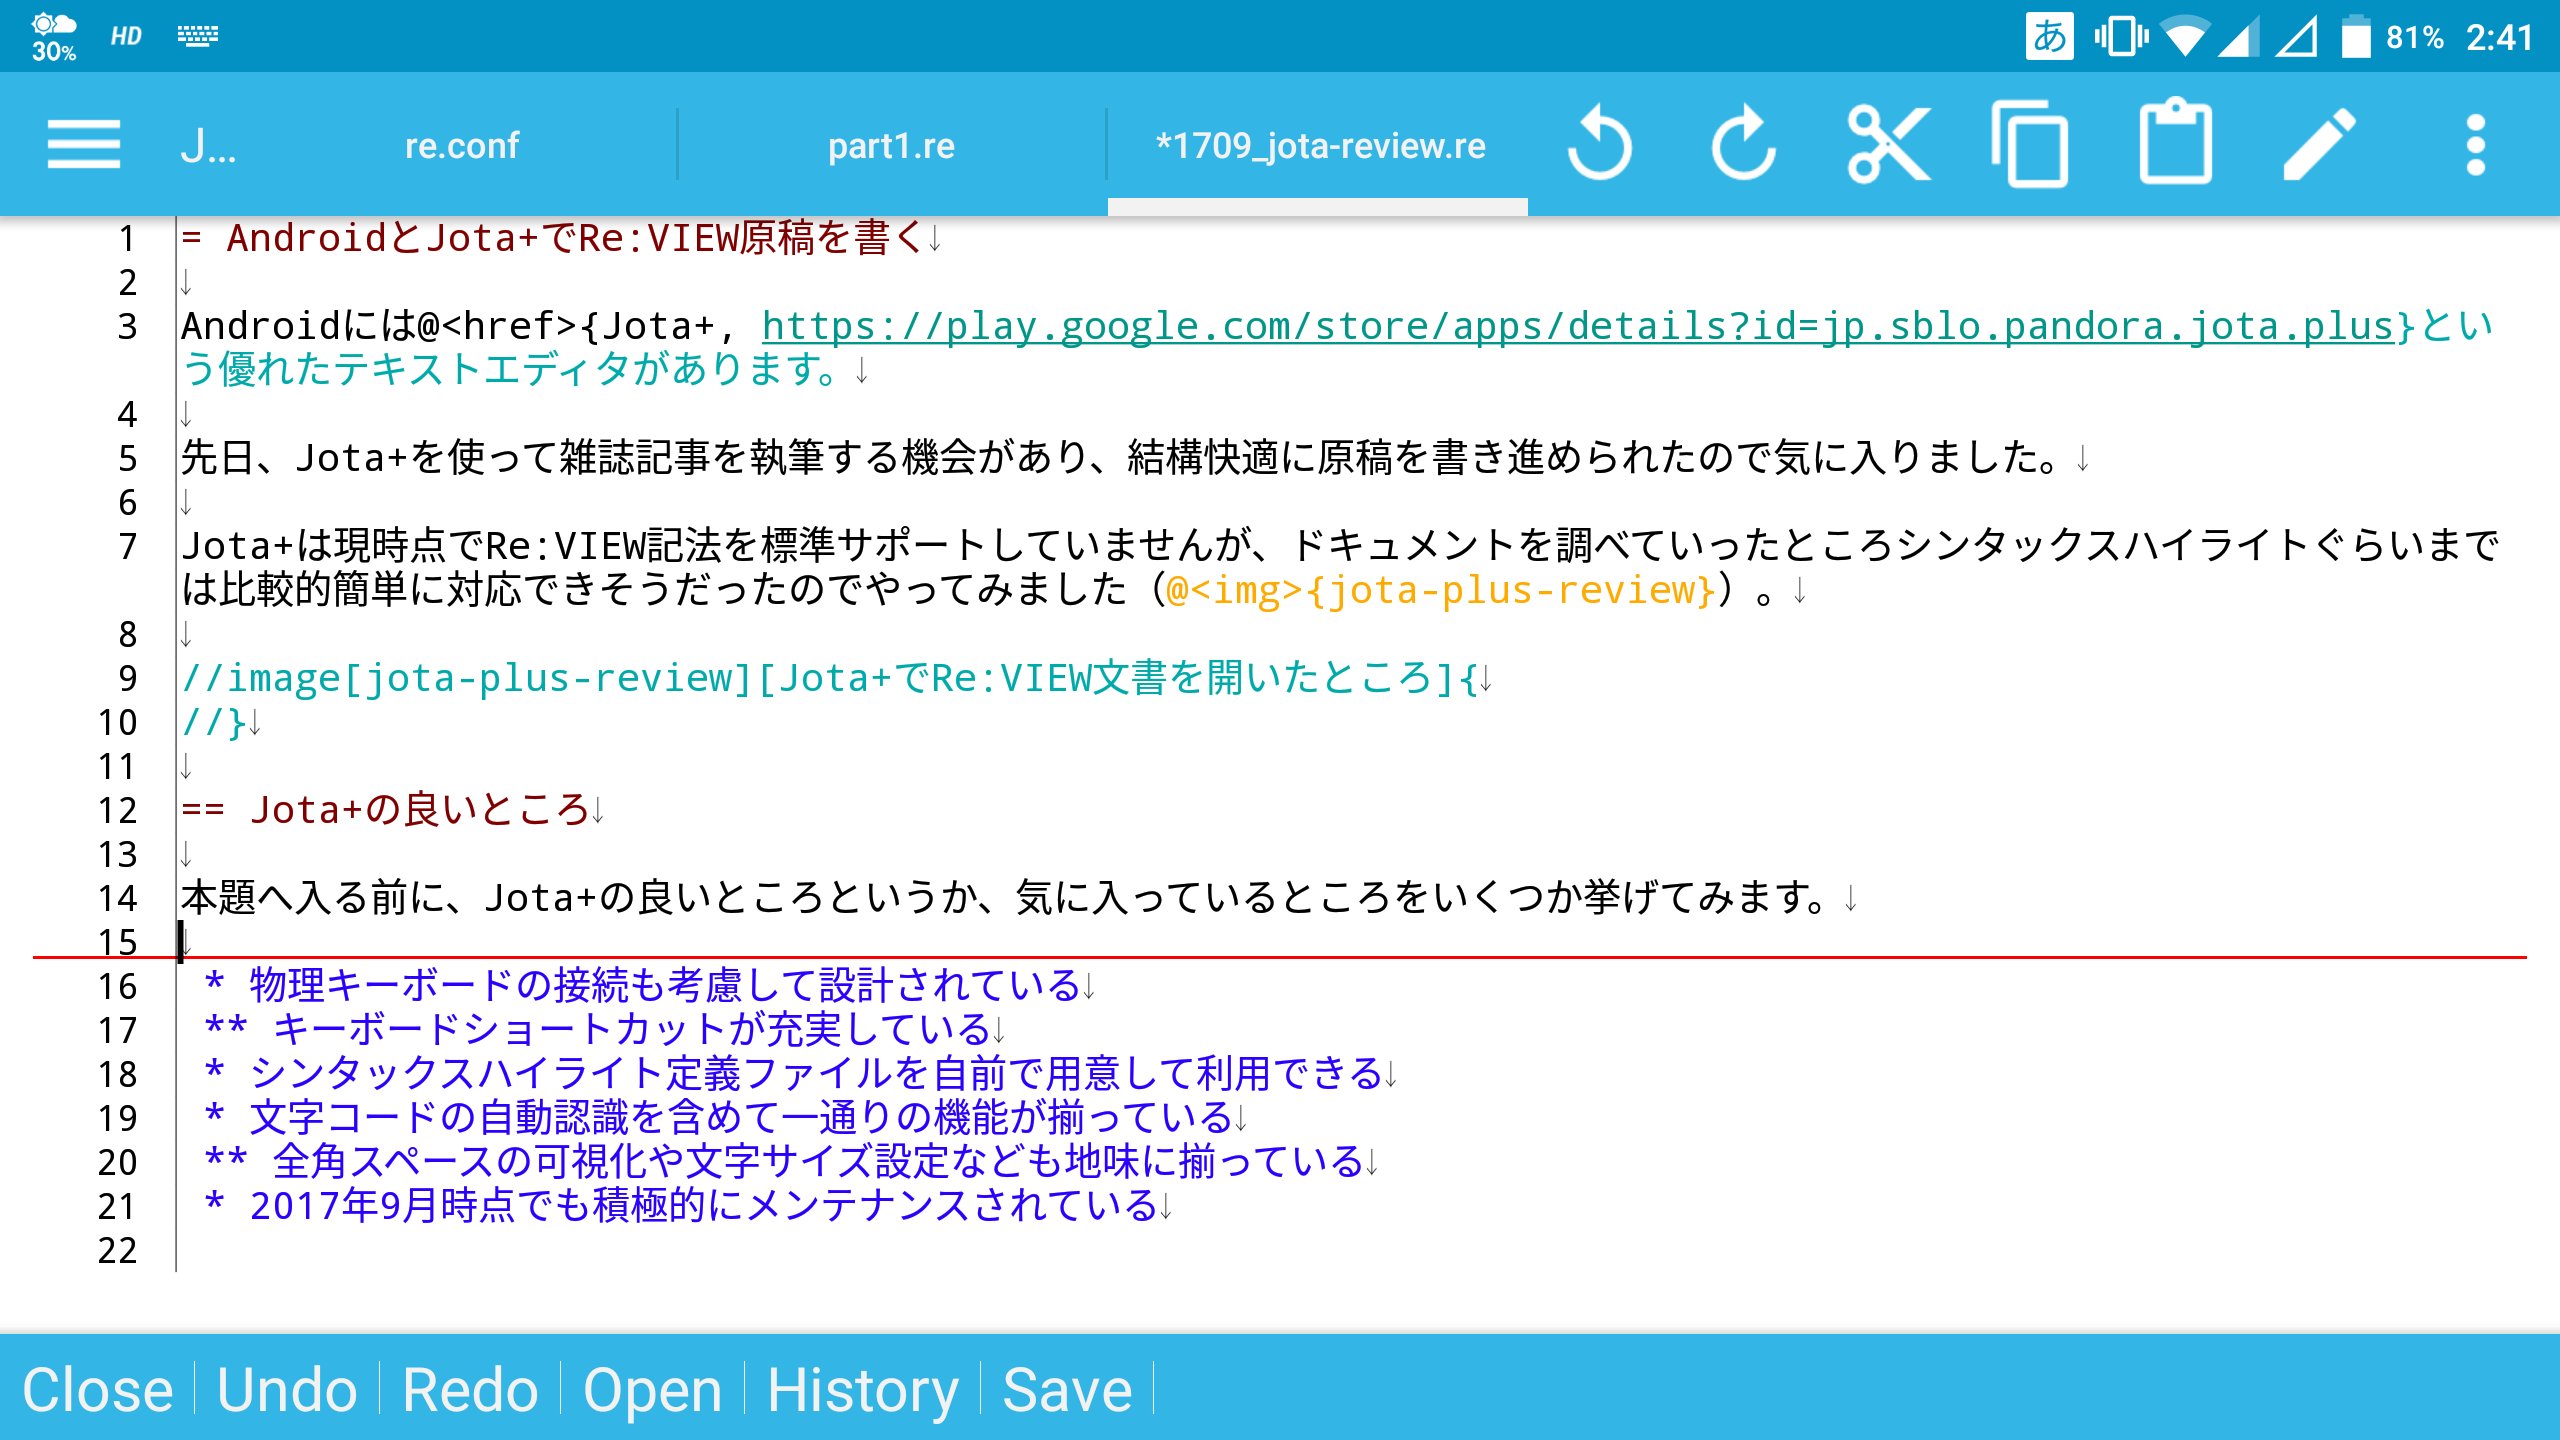 30%
HD
あ
81%
2:41
J...
re.conf
part1.re
*1709_jota-review.re
1 = AndroidとJota+でRe:VIEW原稿を書く↓
2 ↓
3 Androidには@<href>{Jota+, https://play.google.com/store/apps/details?id=jp.sblo.pandora.jota.plus}とい
う優れたテキストエディタがあります。↓
4 ↓
5 先日、Jota+を使って雑誌記事を執筆する機会があり、結構快適に原稿を書き進められたので気に入りました。↓
6 ↓
7 Jota+は現時点でRe:VIEW記法を標準サポートしていませんが、ドキュメントを調べていったところシンタックスハイライトぐらいまで
は比較的簡単に対応できそうだったのでやってみました（@<img>{jota-plus-review}）。↓
8 ↓
9 //image[jota-plus-review][Jota+でRe:VIEW文書を開いたところ]{↓
10 //}↓
11 ↓
12 == Jota+の良いところ↓
13 ↓
14 本題へ入る前に、Jota+の良いところというか、気に入っているところをいくつか挙げてみます。↓
15 ↓
16  * 物理キーボードの接続も考慮して設計されている↓
17  ** キーボードショートカットが充実している↓
18  * シンタックスハイライト定義ファイルを自前で用意して利用できる↓
19  * 文字コードの自動認識を含めて一通りの機能が揃っている↓
20  ** 全角スペースの可視化や文字サイズ設定なども地味に揃っている↓
21  * 2017年9月時点でも積極的にメンテナンスされている↓
22
Close
Undo
Redo
Open
History
Save